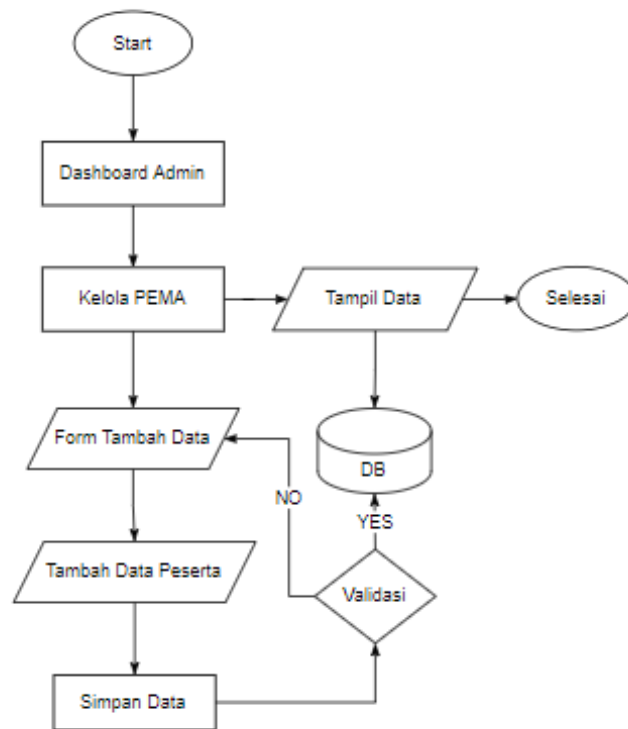 Start
Dashboard Admin
Kelola PEMA
Tampil Data
Selesai
Form Tambah Data
DB
NO
YES
Tambah Data Peserta
Validasi
Simpan Data